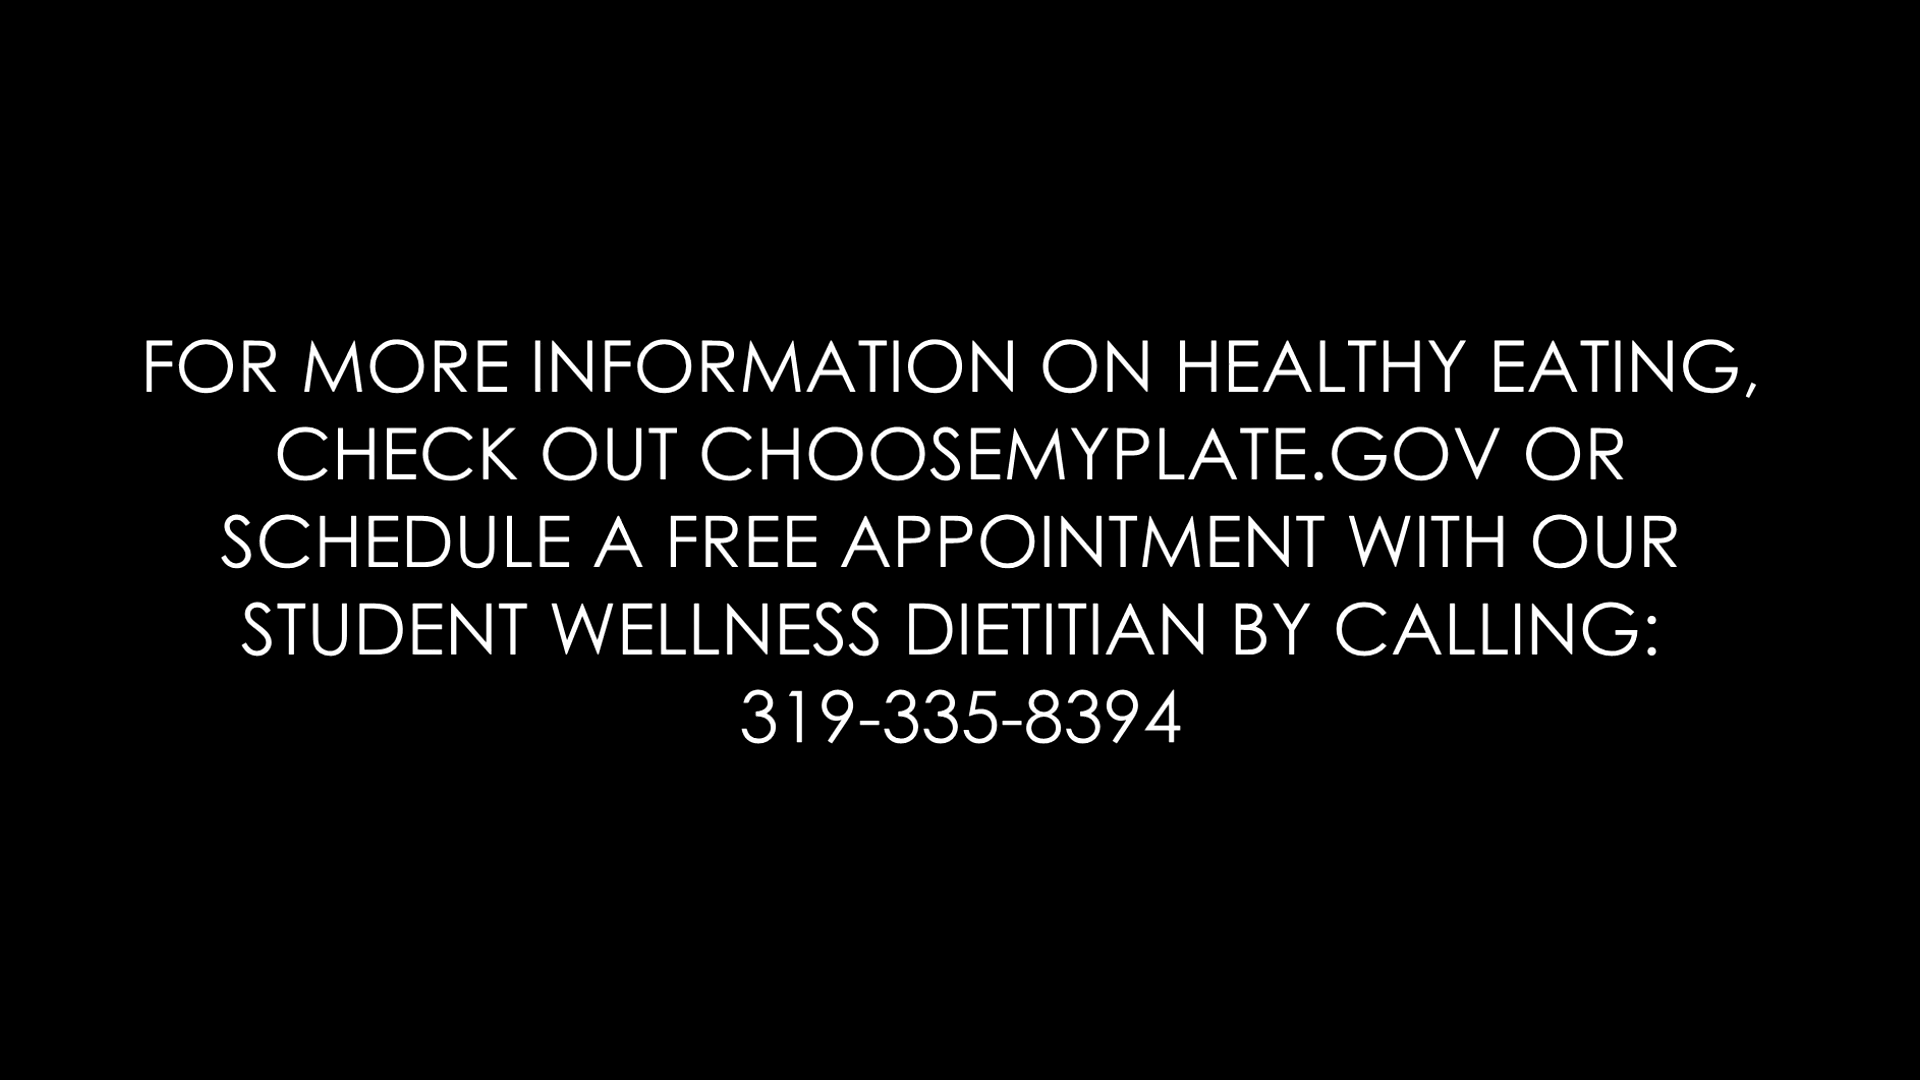 FOR MORE INFORMATION ON HEALTHY EATING,
CHECK OUT CHOOSEMYPLATE.GOV OR
SCHEDULE A FREE APPOINTMENT WITH OUR
STUDENT WELLNESS DIETITIAN BY CALLING:
319-335-8394